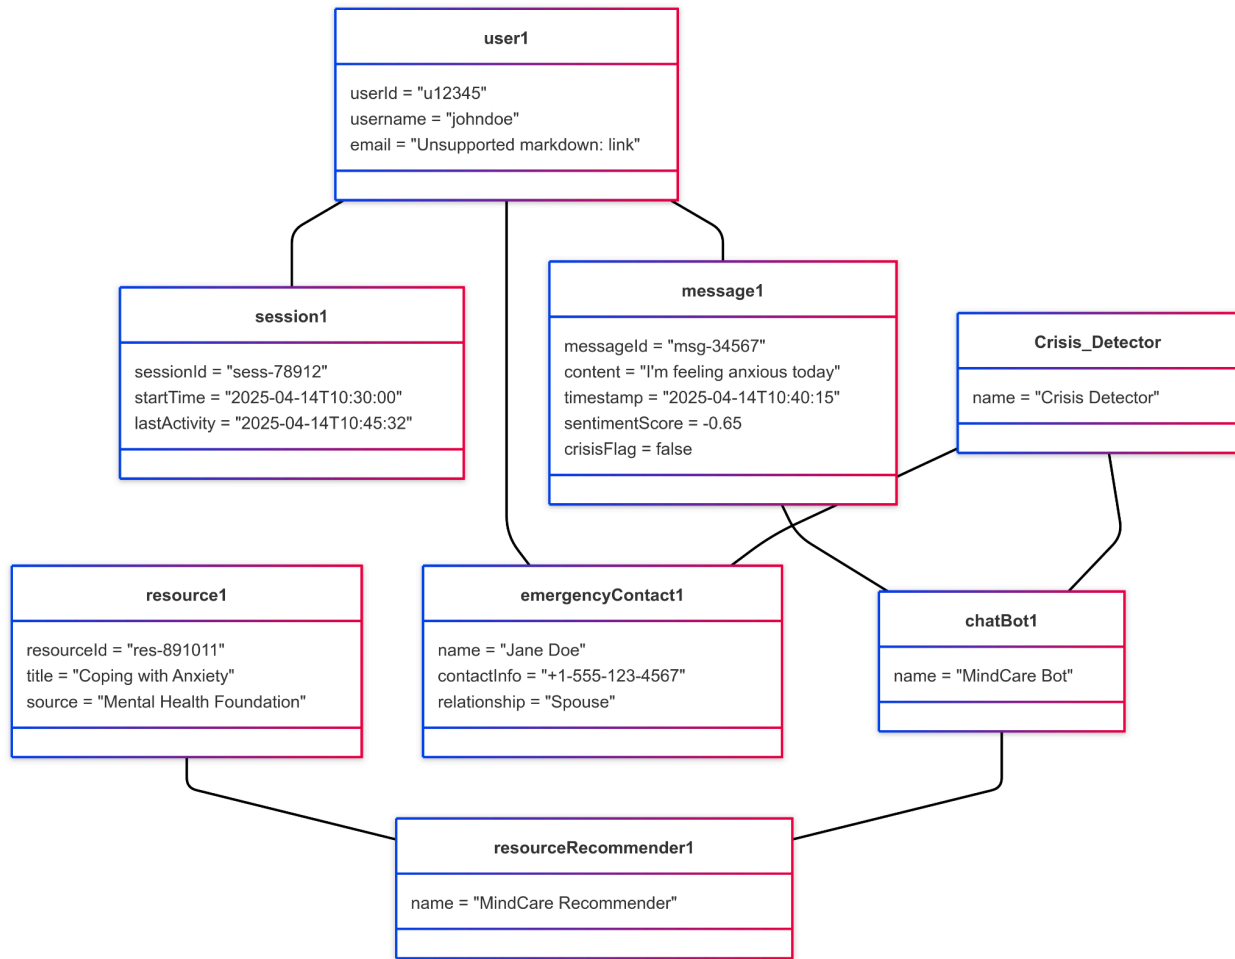 user1
userId = "u12345"
username = "johndoe"
email = "Unsupported markdown: link"
session1
sessionId = "sess-78912"
startTime = "2025-04-14T10:30:00"
lastActivity = "2025-04-14T10:45:32"
message1
messageId = "msg-34567"
content = "I'm feeling anxious today"
timestamp = "2025-04-14T10:40:15"
sentimentScore = -0.65
crisisFlag = false
Crisis_Detector
name = "Crisis Detector"
resource1
resourceId = "res-891011"
title = "Coping with Anxiety"
source = "Mental Health Foundation"
emergencyContact1
name = "Jane Doe"
contactInfo = "+1-555-123-4567"
relationship = "Spouse"
chatBot1
name = "MindCare Bot"
resourceRecommender1
name = "MindCare Recommender"